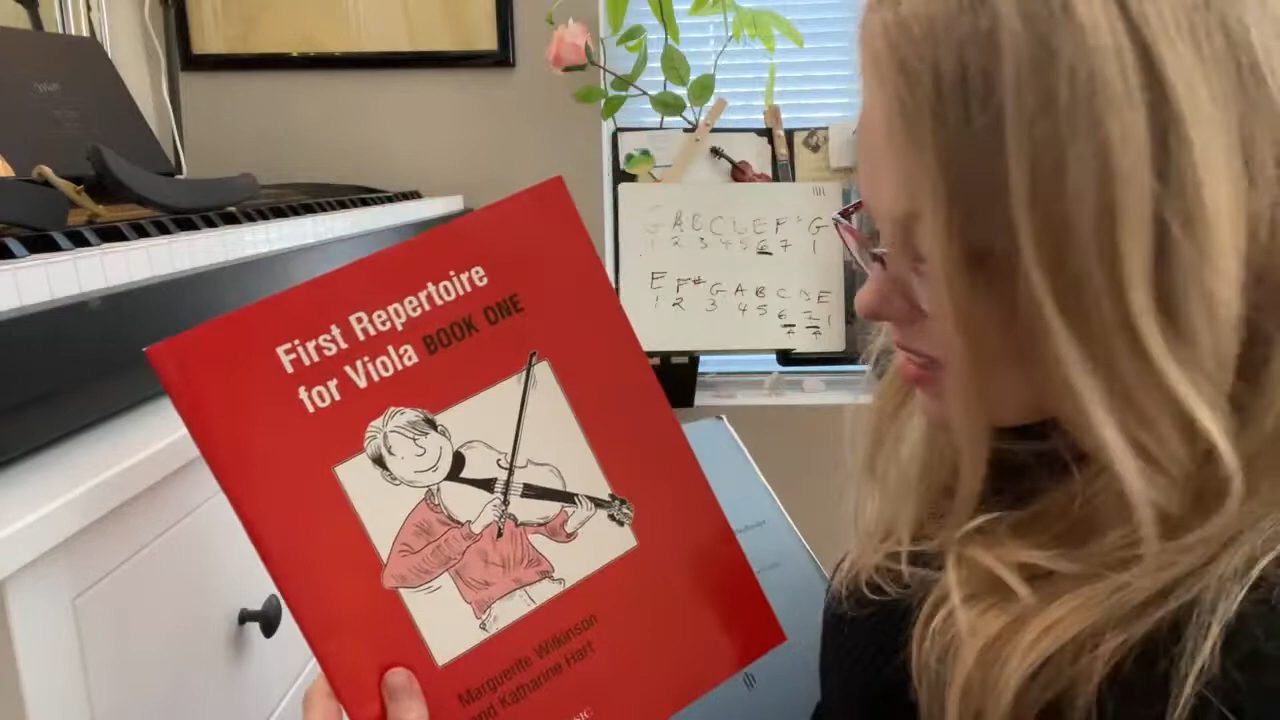 First Repertoire
for Viola BOOK ONE
Marguerite Wilkinson
and Katharine Hart
G A B C D E F# G
1 2 3 4 5 6 7 1
E F# G A B C D E
1 2 3 4 5 6 7 1